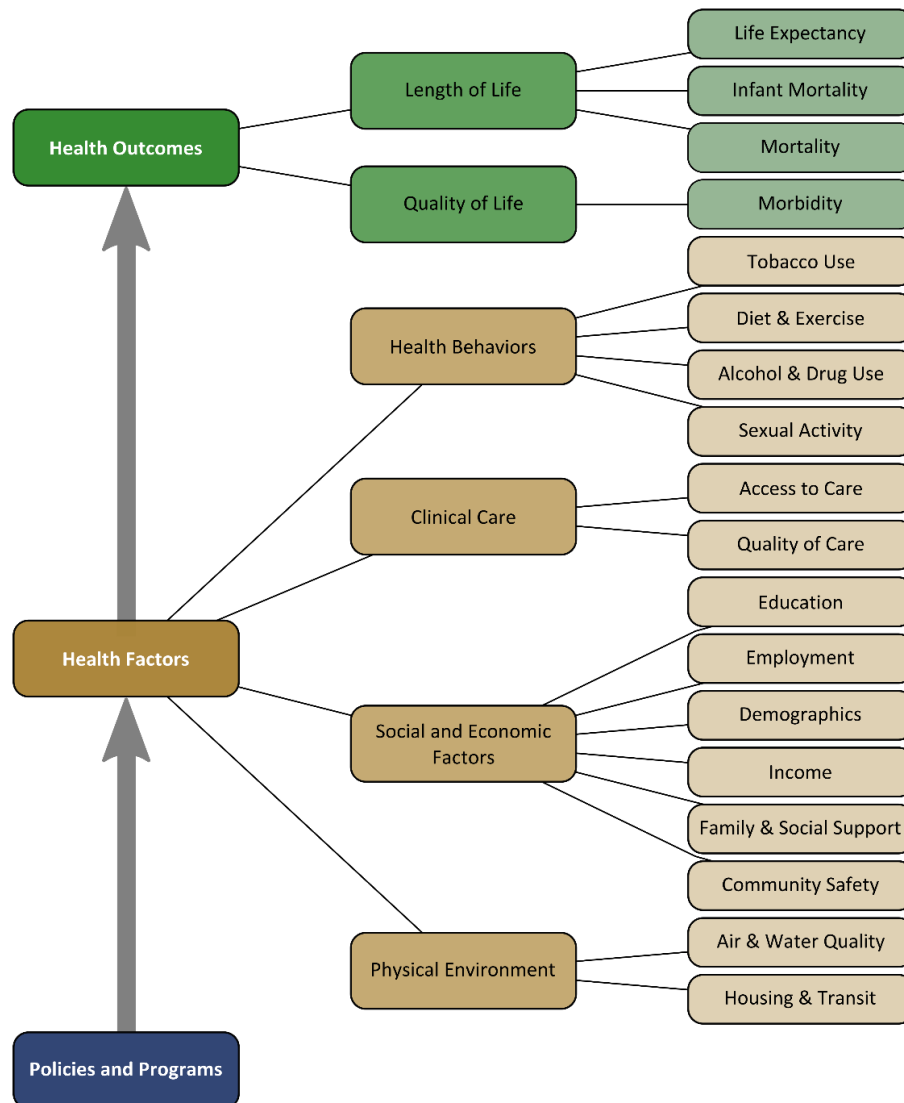 Life Expectancy
Length of Life
Infant Mortality
Health Outcomes
Mortality
Quality of Life
Morbidity
Tobacco Use
Health Behaviors
Diet & Exercise
Alcohol & Drug Use
Sexual Activity
Clinical Care
Access to Care
Quality of Care
Health Factors
Education
Employment
Social and Economic
Factors
Demographics
Income
Family & Social Support
Community Safety
Physical Environment
Air & Water Quality
Housing & Transit
Policies and Programs